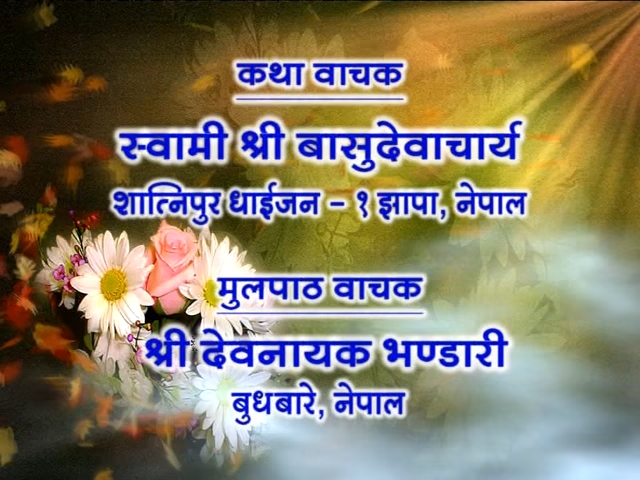 कथा वाचक
स्वामी श्री बासुदेवाचार्य
शात्निपुर धाईजन – १ झापा, नेपाल
मुलपाठ वाचक
श्री देवनायक भण्डारी
बुधबारे, नेपाल